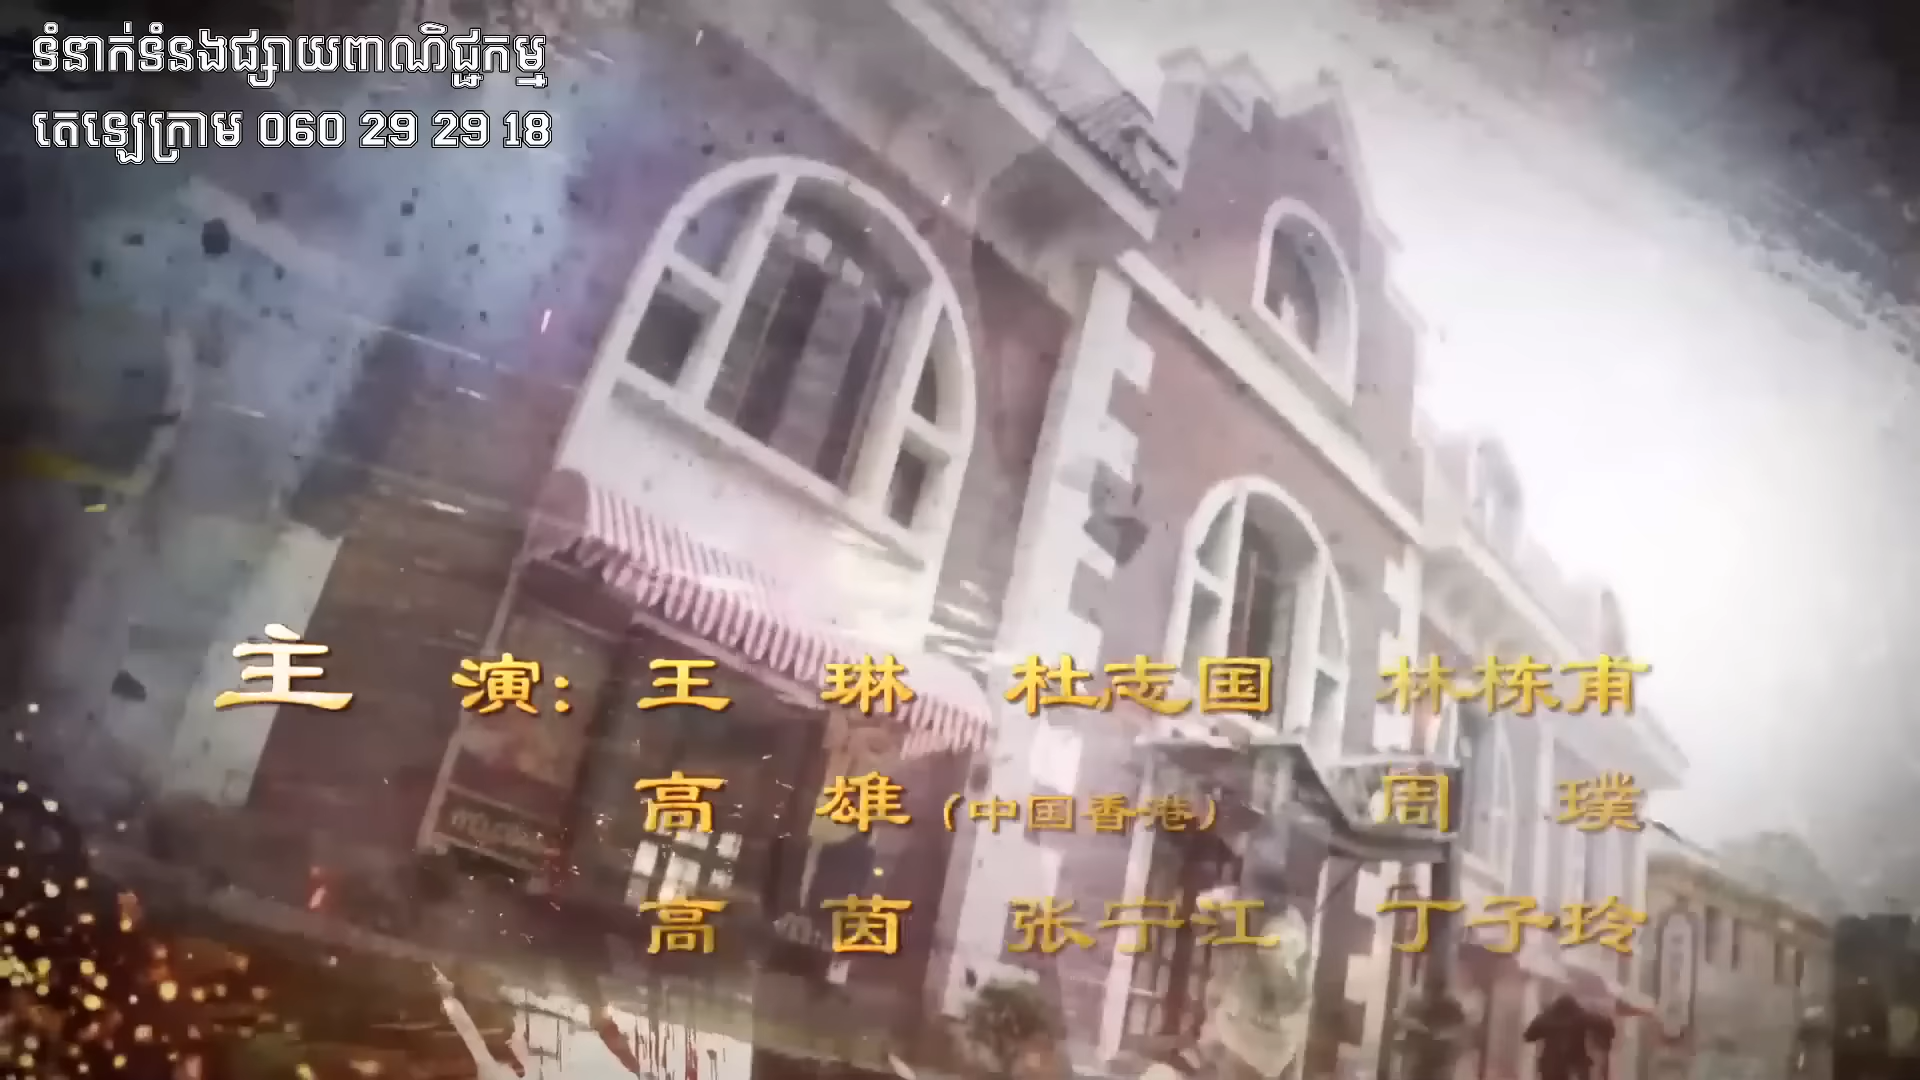 ទំនាក់ទំនងផ្សាយពាណិជ្ជកម្ម
តេឡេក្រាម 060 29 29 18
主 演: 王 琳 杜志国 林栋甫
高 雄 (中国香港) 周 璞
高 茵 张宁江 丁子玲